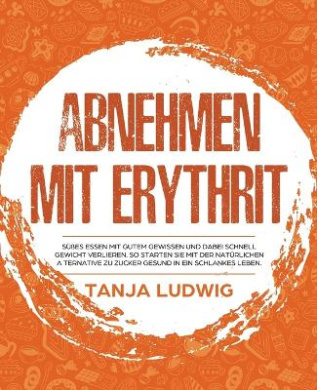 ABNEHMEN
MIT ERYTHRIT
SÜßES ESSEN MIT GUTEM GEWISSEN UND DABEI SCHNELL
GEWICHT VERLIEREN. SO STARTEN SIE MIT DER NATÜRLICHEN
A TERNATIVE ZU ZUCKER GESUND IN EIN SCHLANKES LEBEN.
TANJA LUDWIG